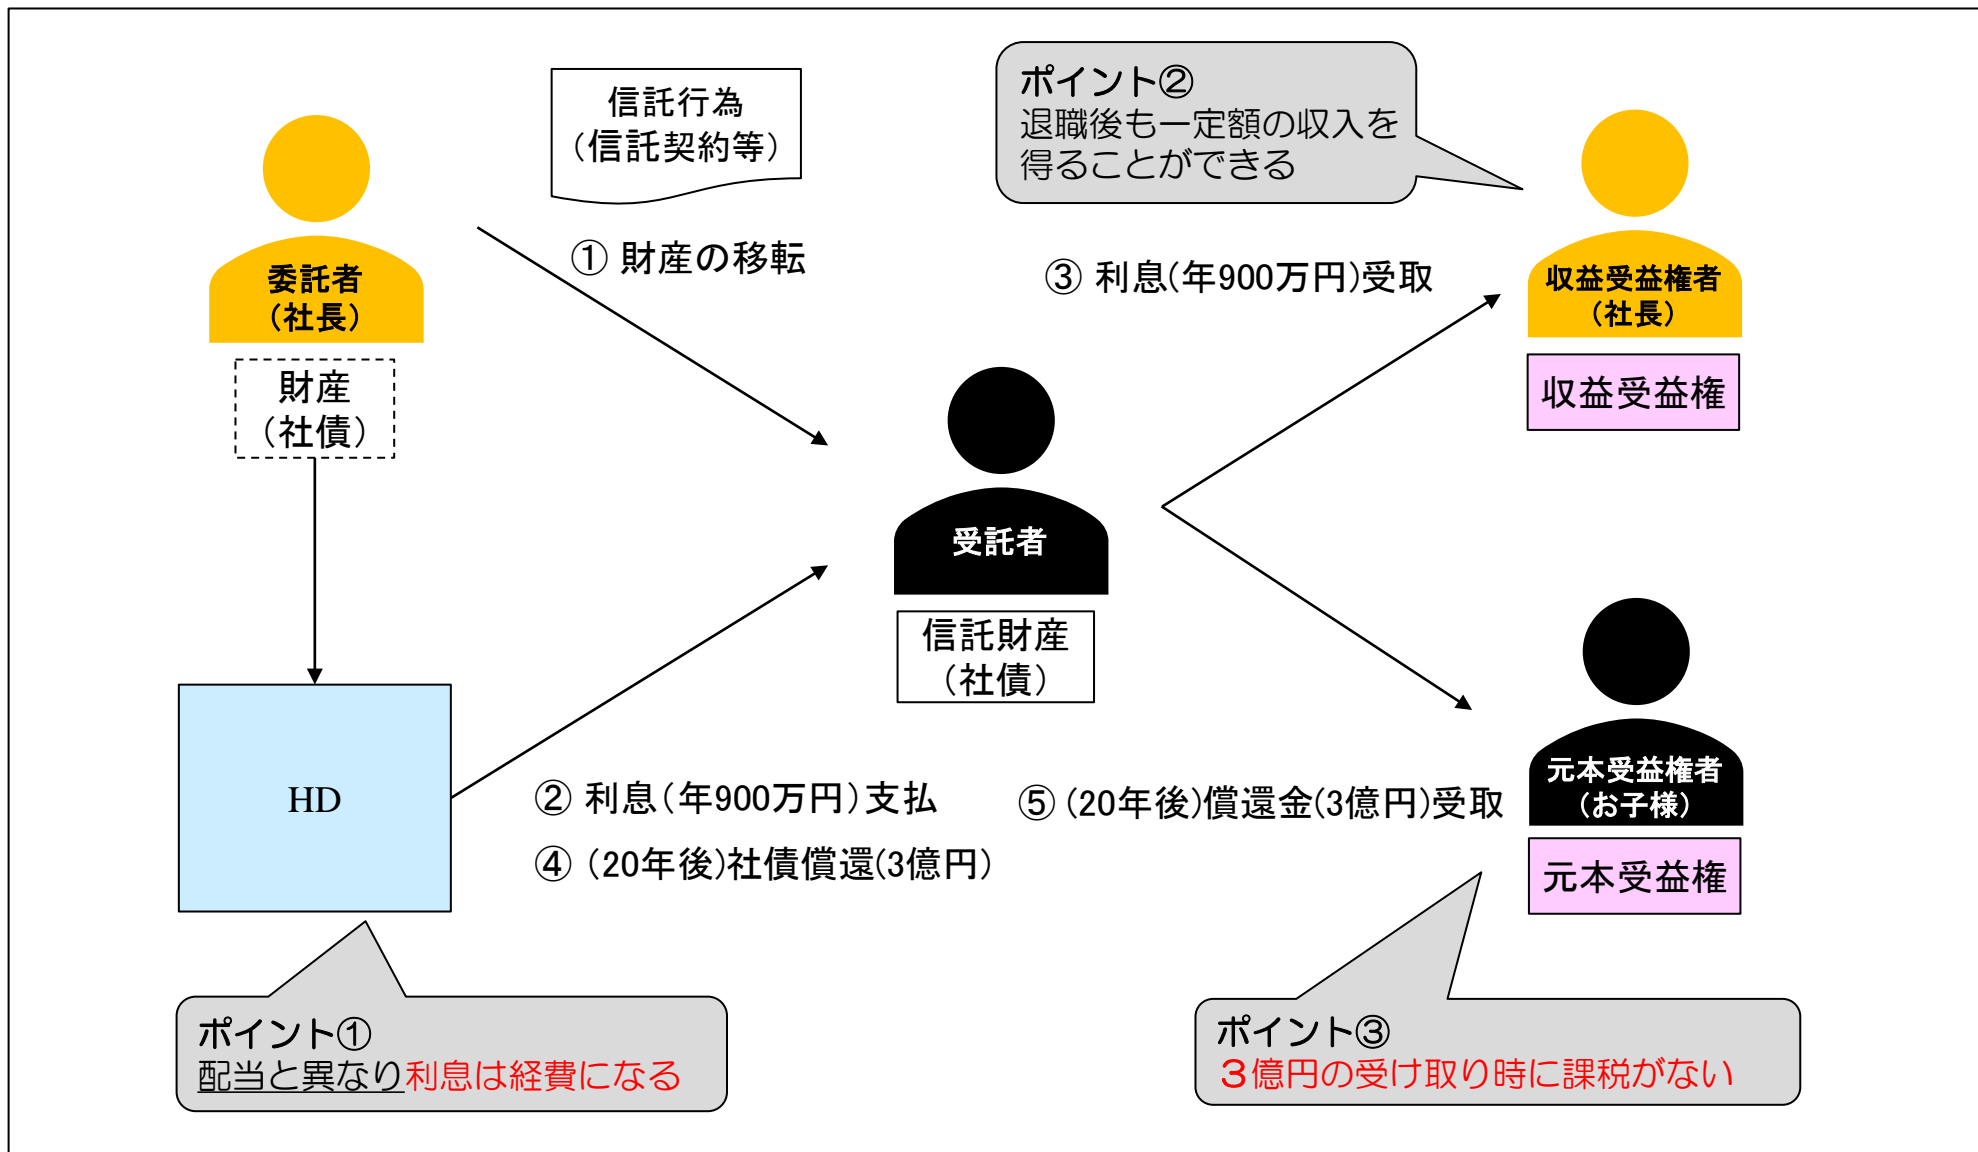 信託行為
（信託契約等）
ポイント②
退職後も一定額の収入を
得ることができる
① 財産の移転
③ 利息(年900万円)受取
委託者
（社長）
収益受益権者
（社長）
財産
（社債）
収益受益権
受託者
信託財産
（社債）
HD
② 利息（年900万円）支払
④ （20年後）社債償還(3億円）
⑤ (20年後)償還金(3億円)受取
元本受益権者
（お子様）
元本受益権
ポイント①
配当と異なり利息は経費になる
ポイント③
３億円の受け取り時に課税がない